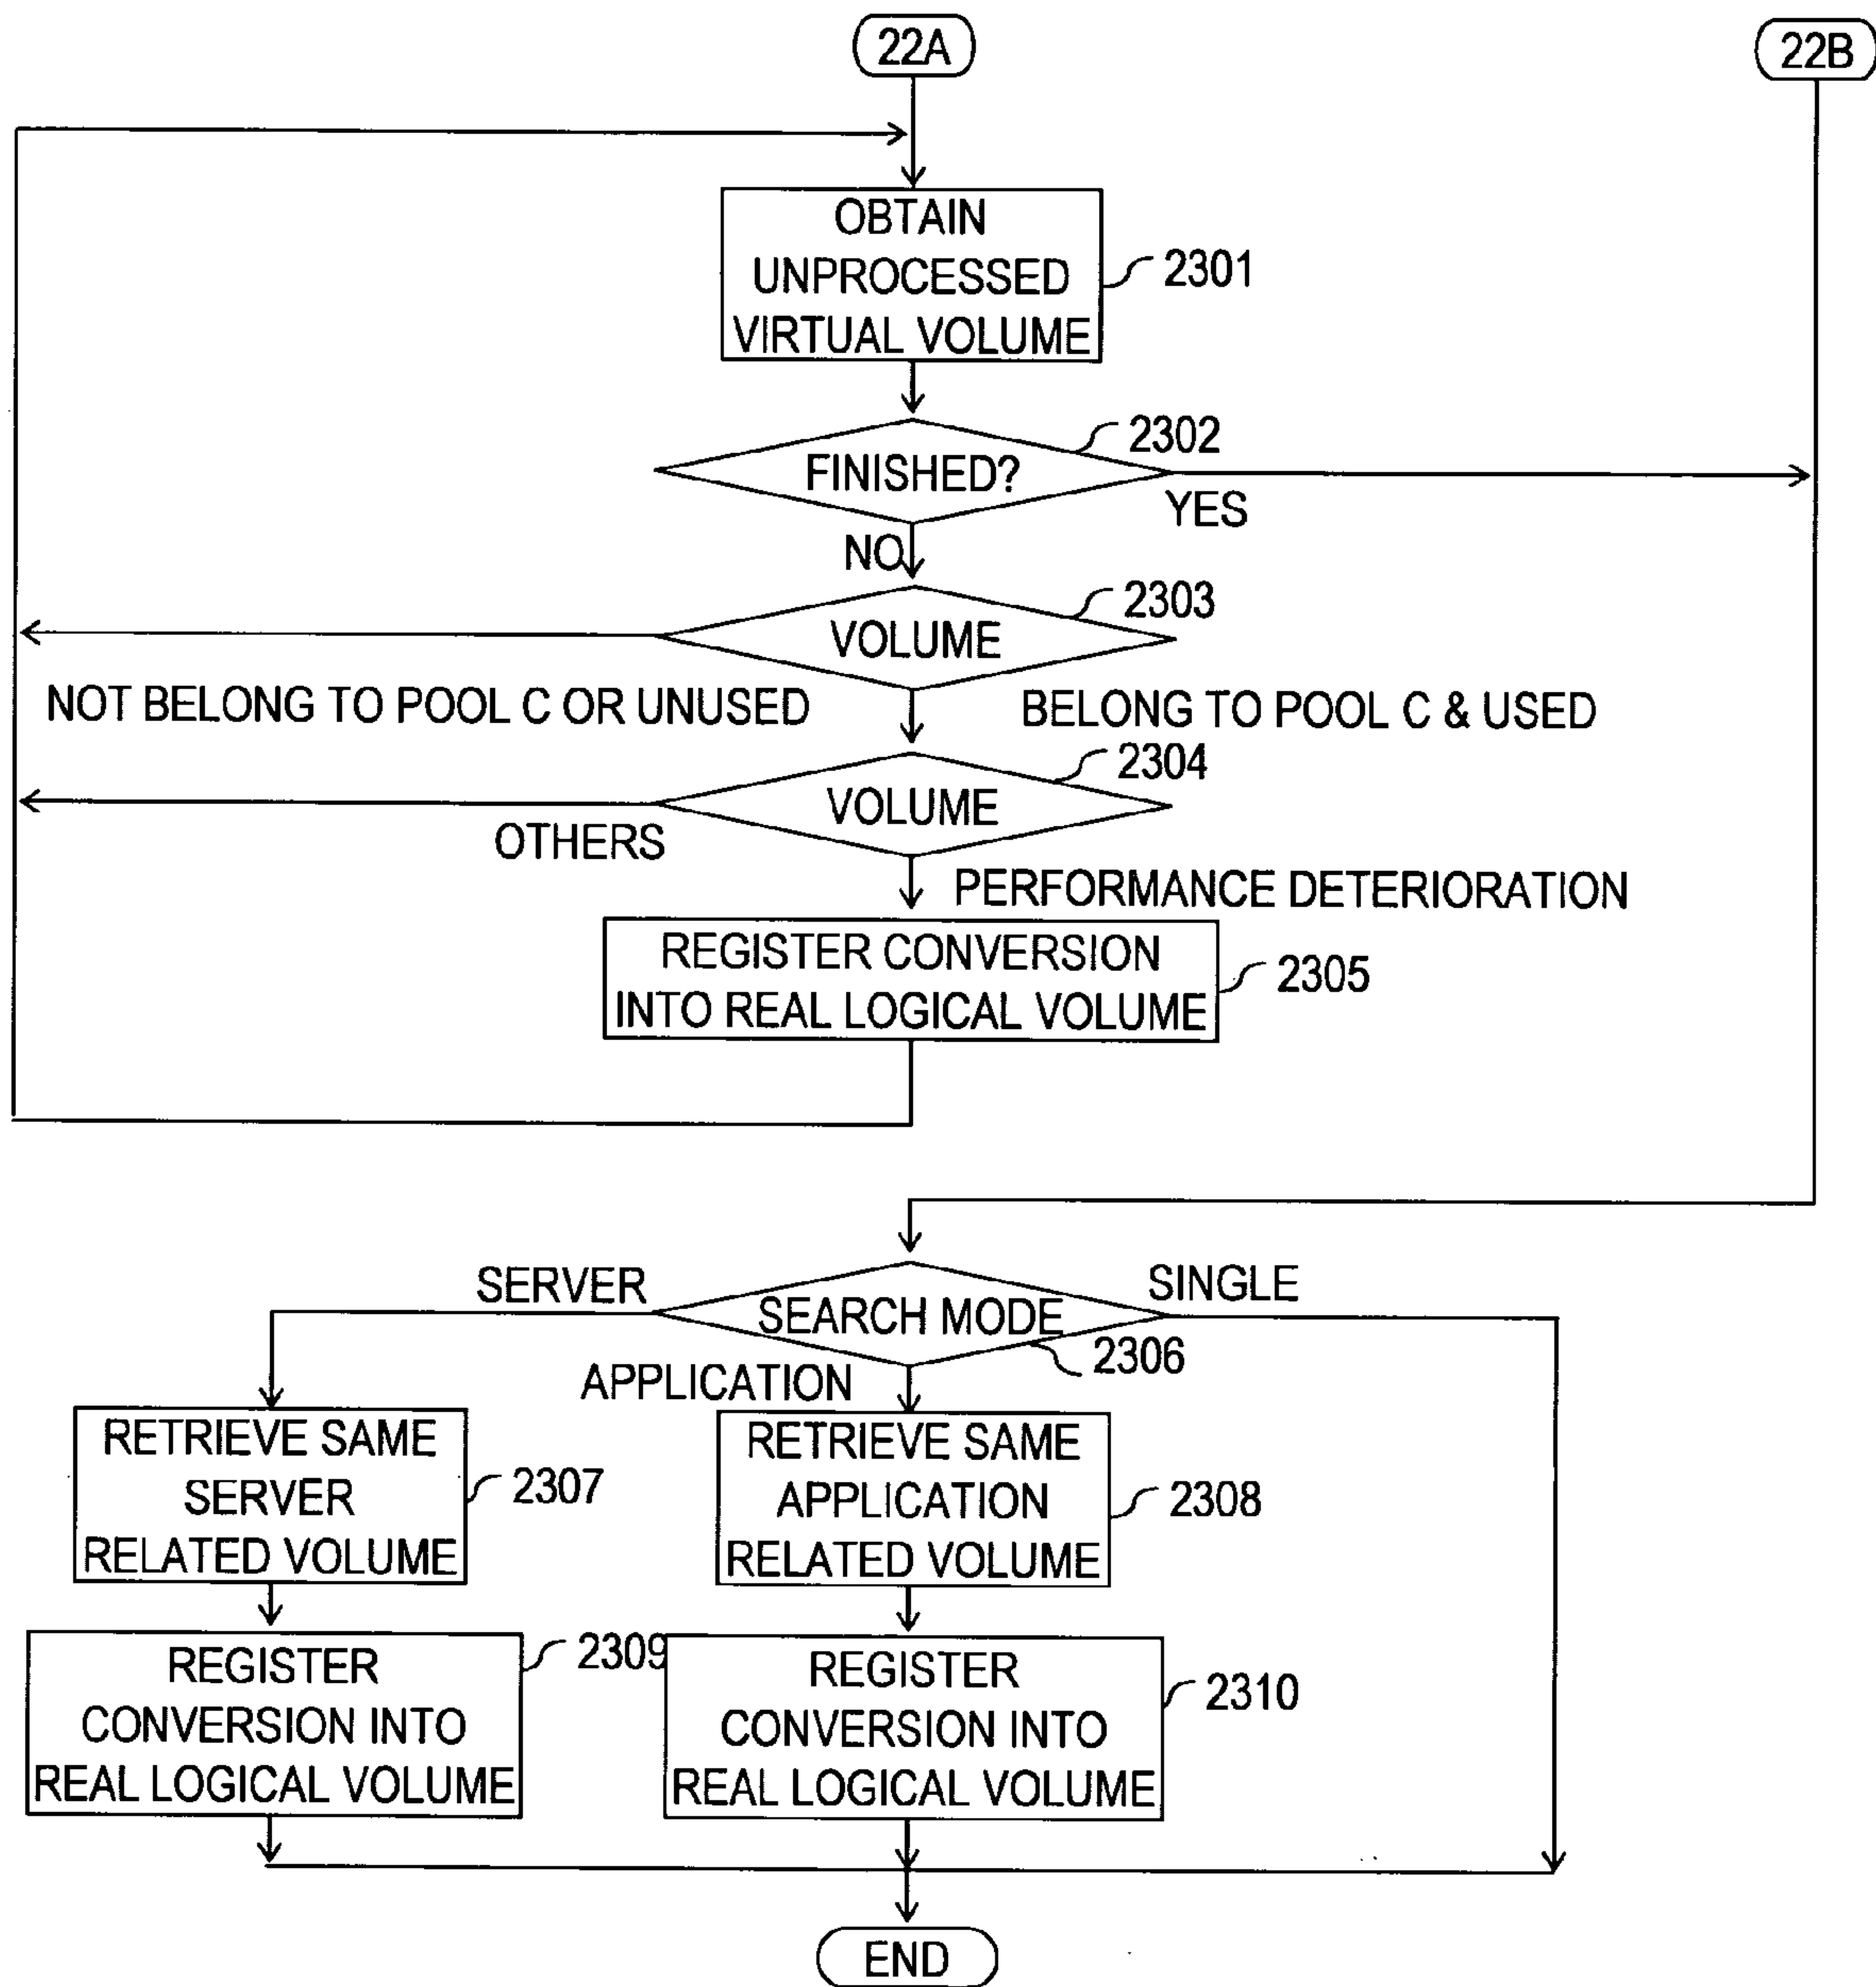 22A
22B
OBTAIN
UNPROCESSED
VIRTUAL VOLUME
2301
2302
FINISHED?
YES
NO
2303
VOLUME
NOT BELONG TO POOL C OR UNUSED
BELONG TO POOL C & USED
2304
VOLUME
OTHERS
PERFORMANCE DETERIORATION
REGISTER CONVERSION
INTO REAL LOGICAL VOLUME
2305
SERVER
SINGLE
SEARCH MODE
2306
APPLICATION
RETRIEVE SAME
SERVER
RELATED VOLUME
2307
RETRIEVE SAME
APPLICATION
RELATED VOLUME
2308
REGISTER
CONVERSION INTO
REAL LOGICAL VOLUME
2309
REGISTER
CONVERSION INTO
REAL LOGICAL VOLUME
2310
END